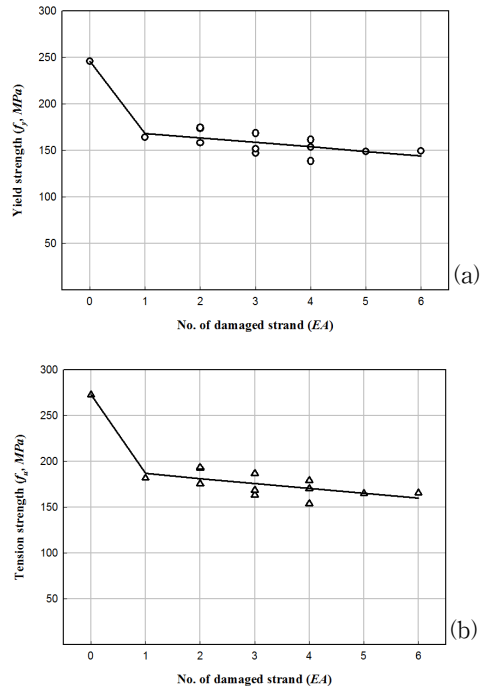 300
250
200
150
100
50
Yield strength (fy, MPa)
0 1 2 3 4 5 6
No. of damaged strand (EA)
(a)
300
250
200
150
100
50
Tension strength (fu, MPa)
0 1 2 3 4 5 6
No. of damaged strand (EA)
(b)